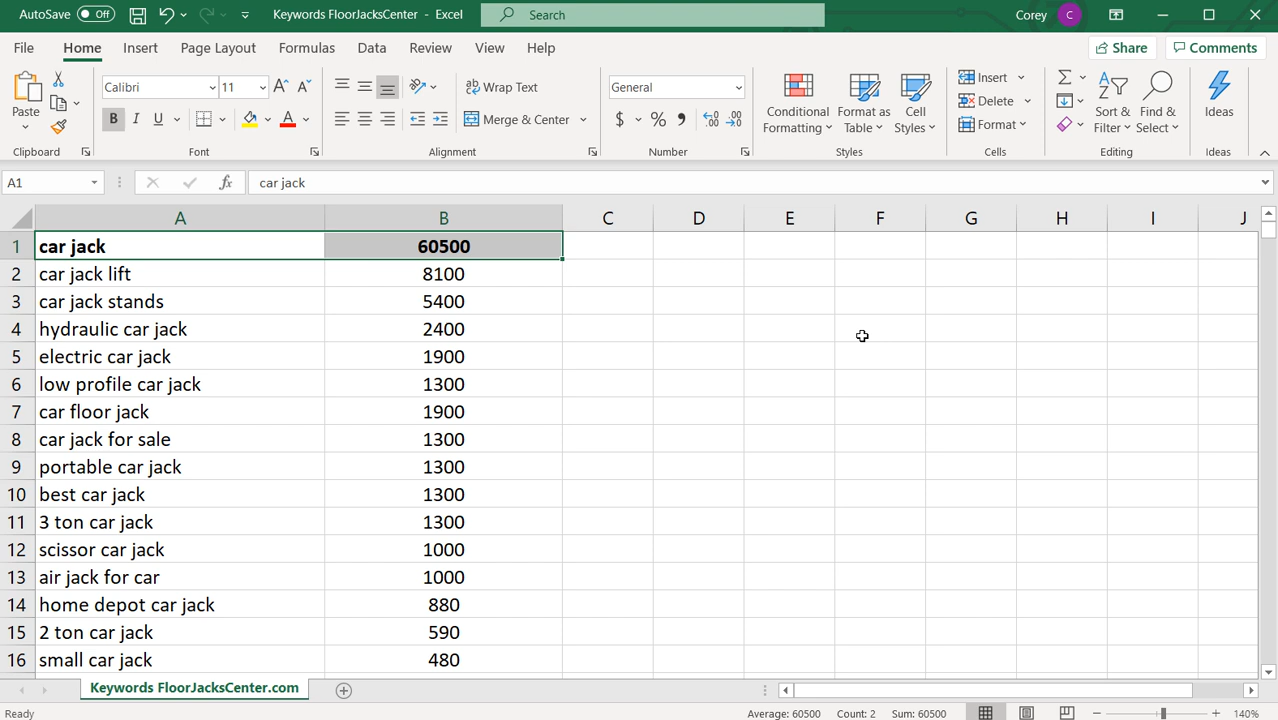 AutoSave Off Keywords FloorJacksCenter - Excel Search Corey C
File Home Insert Page Layout Formulas Data Review View Help Share Comments
Paste Calibri 11 B I U A Wrap Text Merge & Center General $ % Conditional Formatting Format as Table Cell Styles Insert Delete Format Sort & Filter Find & Select Ideas
Clipboard Font Alignment Number Styles Cells Editing Ideas
A1 fx car jack
A B C D E F G H I J
1 car jack 60500
2 car jack lift 8100
3 car jack stands 5400
4 hydraulic car jack 2400
5 electric car jack 1900
6 low profile car jack 1300
7 car floor jack 1900
8 car jack for sale 1300
9 portable car jack 1300
10 best car jack 1300
11 3 ton car jack 1300
12 scissor car jack 1000
13 air jack for car 1000
14 home depot car jack 880
15 2 ton car jack 590
16 small car jack 480
Keywords FloorJacksCenter.com
Ready Average: 60500 Count: 2 Sum: 60500 140%